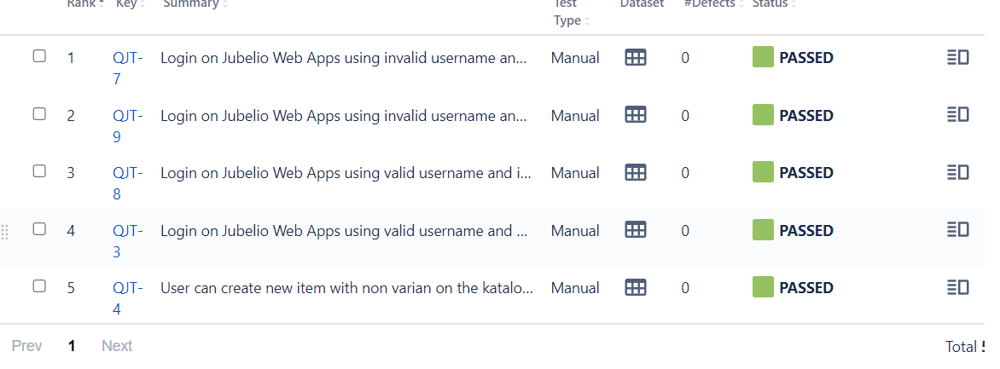 Rank Key Summary Test Type Dataset #Defects Status
1 QJT-7 Login on Jubelio Web Apps using invalid username an... Manual 0 PASSED
2 QJT-9 Login on Jubelio Web Apps using invalid username an... Manual 0 PASSED
3 QJT-8 Login on Jubelio Web Apps using valid username and i... Manual 0 PASSED
4 QJT-3 Login on Jubelio Web Apps using valid username and ... Manual 0 PASSED
5 QJT-4 User can create new item with non varian on the katalo... Manual 0 PASSED
Prev 1 Next Total 5